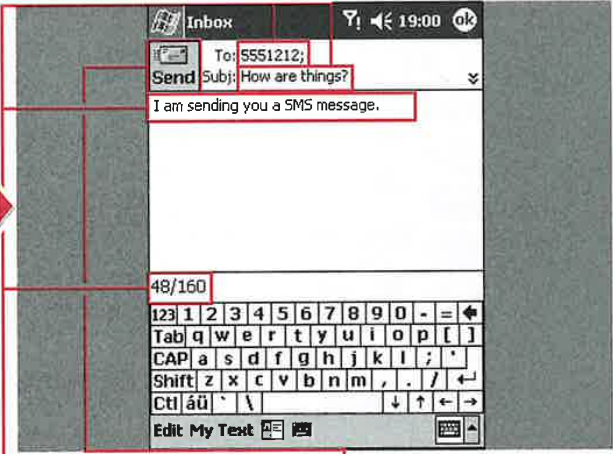 Inbox 19:00 ok
To: 5551212;
Send Subj: How are things?
I am sending you a SMS message.
48/160
123 1 2 3 4 5 6 7 8 9 0 - = 
Tab q w e r t y u i o p [ ]
CAP a s d f g h j k l ; '
Shift z x c v b n m , . /
Ctl áü ` \
Edit My Text